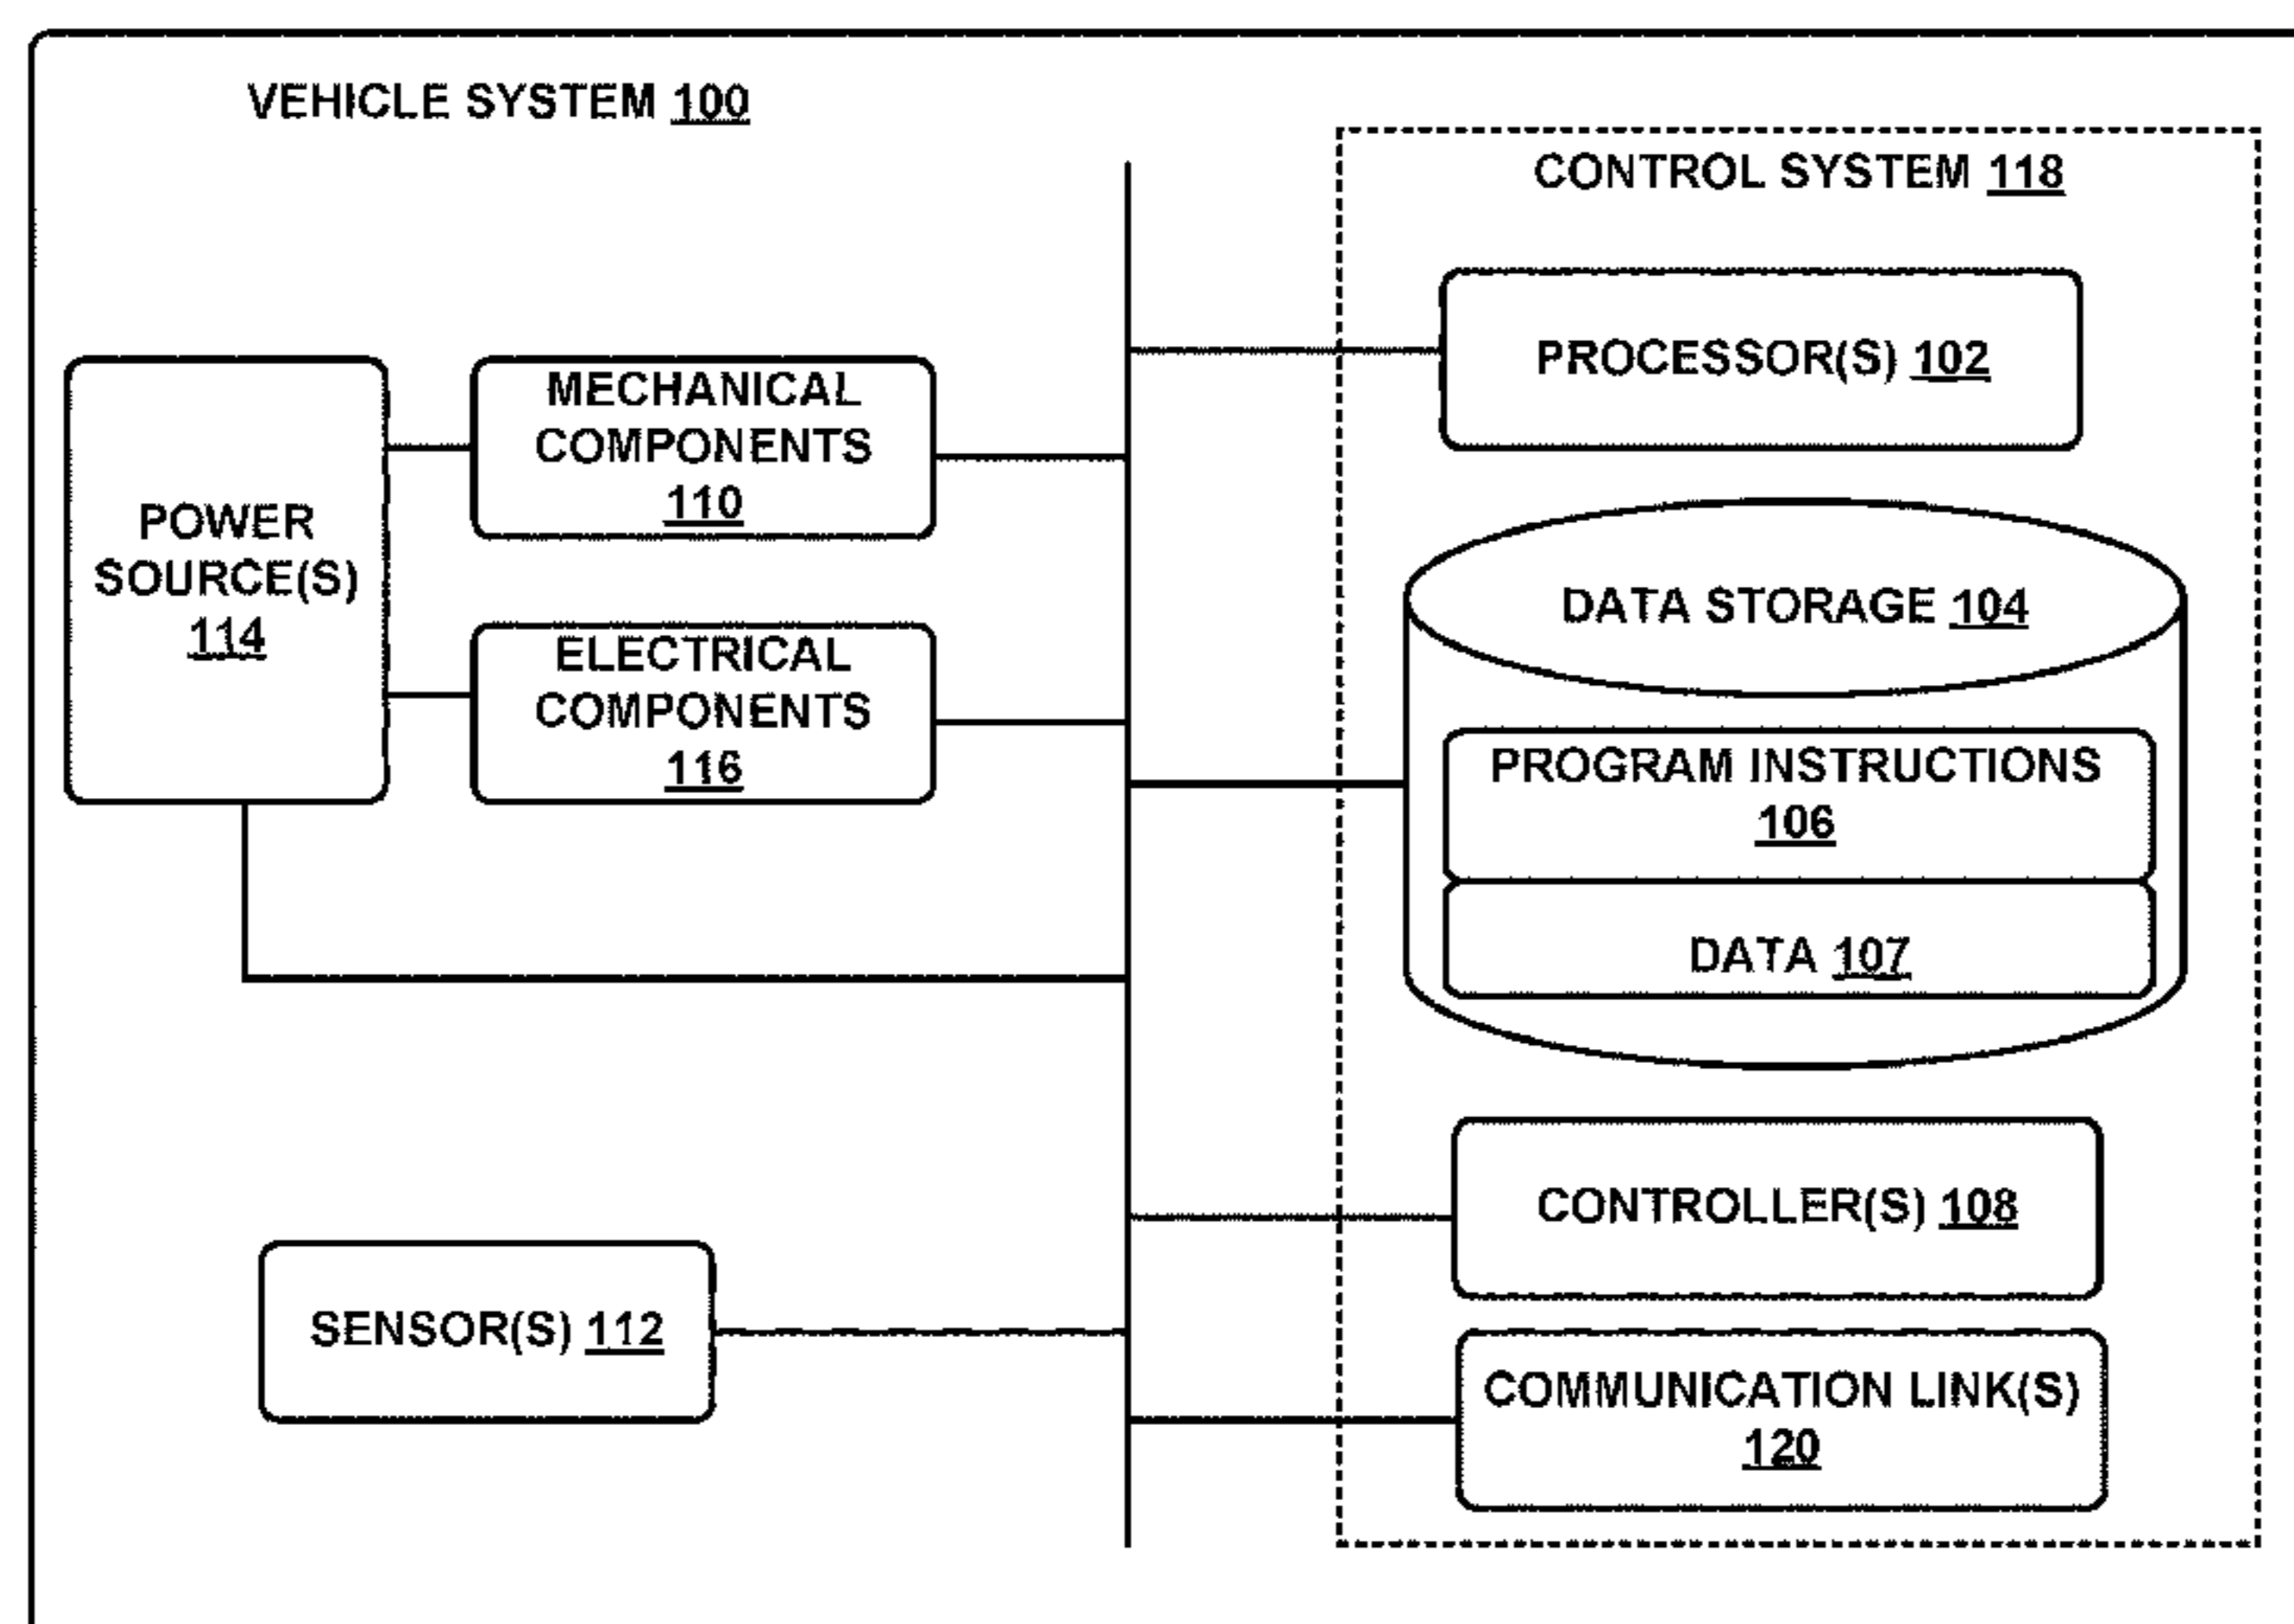 VEHICLE SYSTEM 100
CONTROL SYSTEM 118
PROCESSOR(S) 102
MECHANICAL
COMPONENTS
110
POWER
SOURCE(S)
114
ELECTRICAL
COMPONENTS
116
DATA STORAGE 104
PROGRAM INSTRUCTIONS
106
DATA 107
CONTROLLER(S) 108
SENSOR(S) 112
COMMUNICATION LINK(S)
120